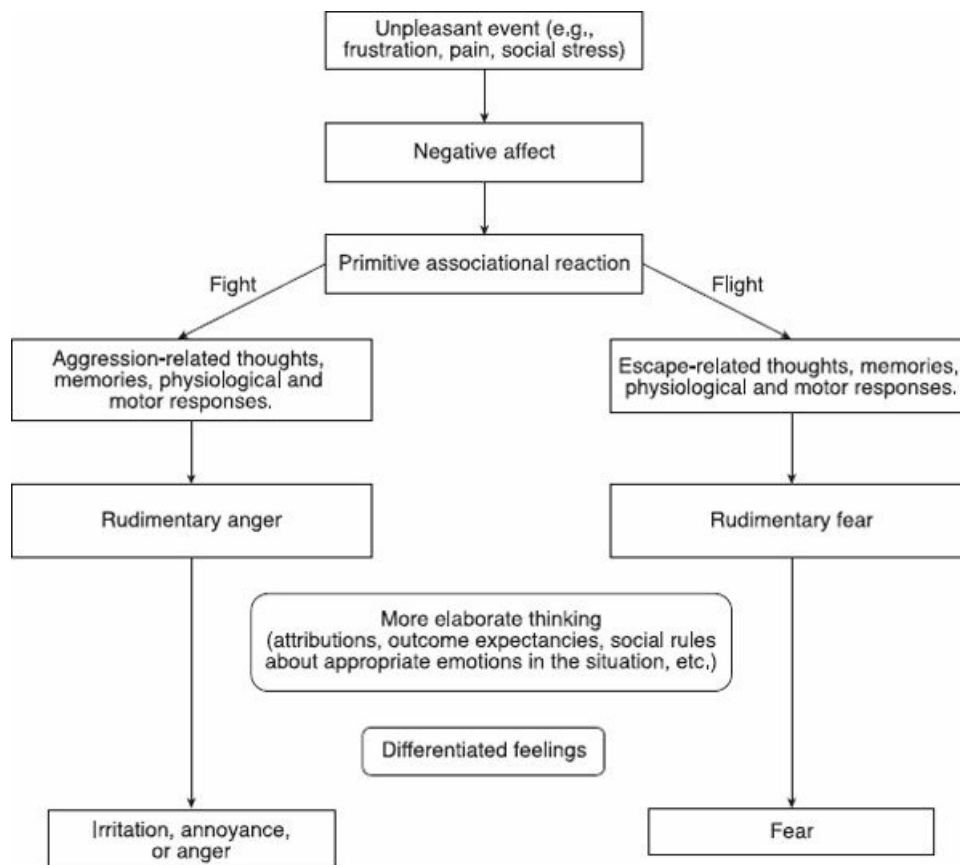 Unpleasant event (e.g.,
frustration, pain, social stress)
Negative affect
Primitive associational reaction
Fight
Flight
Aggression-related thoughts,
memories, physiological and
motor responses.
Escape-related thoughts, memories,
physiological and motor responses.
Rudimentary anger
Rudimentary fear
More elaborate thinking
(attributions, outcome expectancies, social rules
about appropriate emotions in the situation, etc.)
Differentiated feelings
Irritation, annoyance,
or anger
Fear